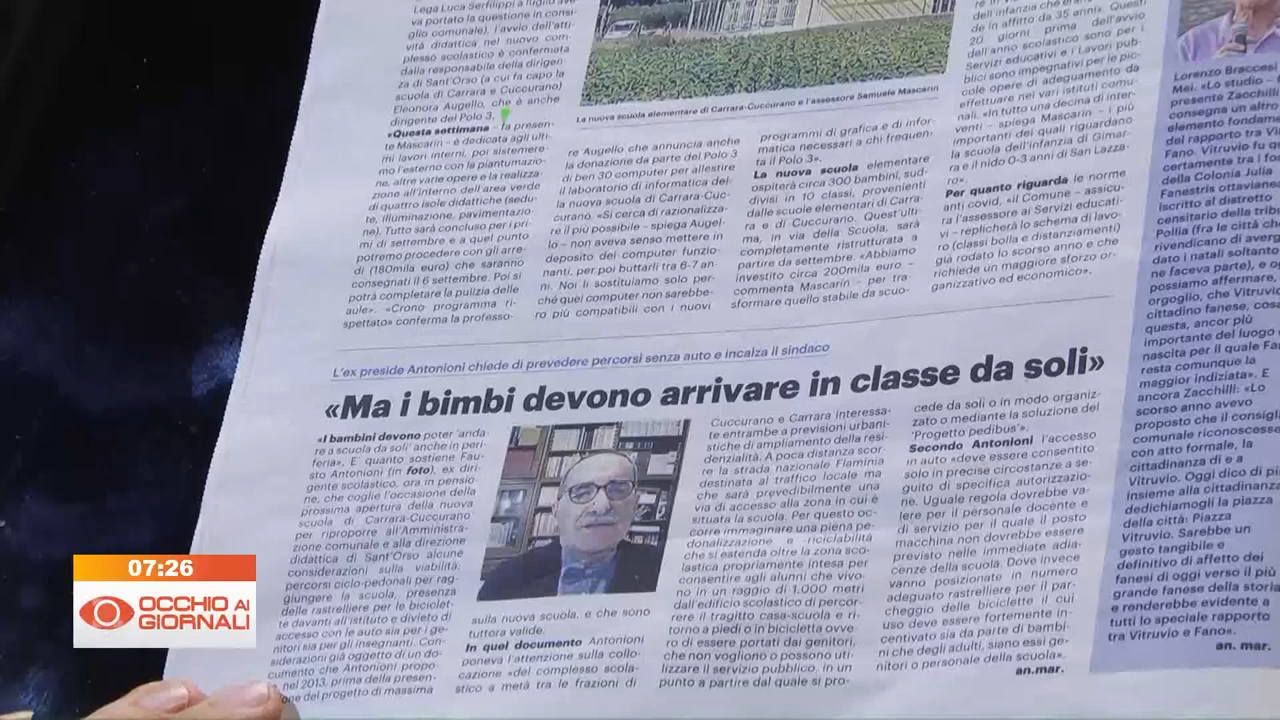 Lega Luca Serfilippi a luglio ave-
va portato la questione in consi-
glio comunale), l'avvio dell'atti-
vità didattica nel nuovo com-
plesso scolastico è confermata
dalla responsabile della dirigen-
za di Sant'Orso (a cui fa capo la
scuola di Carrara e Cuccurano)
Eleonora Augello, che è anche
dirigente del Polo 3.
«Questa settimana – fa presen-
te Mascarin – è dedicata agli ulti-
mi lavori interni, poi sistemere-
mo l'esterno con la piantumazio-
ne, altre varie opere e la realizza-
zione all'interno dell'area verde
di quattro isole didattiche (sedu-
te, illuminazione, pavimentazio-
ne). Tutto sarà concluso per i pri-
mi di settembre e a quel punto
potremo procedere con gli arre-
di (180mila euro) che saranno
consegnati il 6 settembre. Poi si
potrà completare la pulizia delle
aule». «Crono programma ri-
spettato» conferma la professo-
La nuova scuola elementare di Carrara-Cuccurano e l'assessore Samuele Mascarin
re Augello che annuncia anche
la donazione da parte del Polo 3
di ben 30 computer per allestire
il laboratorio di informatica del-
la nuova scuola di Carrara-Cuc-
curano. «Si cerca di razionalizza-
re il più possibile – spiega Augel-
lo – non aveva senso mettere in
deposito dei computer funzio-
nanti, per poi buttarli tra 6-7 an-
ni. Noi li sostituiamo solo per-
ché quei computer non sarebbe-
ro più compatibili con i nuovi
programmi di grafica e di infor-
matica necessari a chi frequen-
ta il Polo 3».
La nuova scuola elementare
ospiterà circa 300 bambini, sud-
divisi in 10 classi, provenienti
dalle scuole elementari di Carra-
ra e di Cuccurano. Quest'ulti-
ma, in via della Scuola, sarà
completamente ristrutturata a
partire da settembre. «Abbiamo
investito circa 200mila euro –
commenta Mascarin – per tra-
sformare quello stabile da scuo-
dell'infanzia che era
in affitto da 35 anni». Questi
20 giorni prima dell'avvio
dell'anno scolastico sono per i
Servizi educativi e i Lavori pub-
blici sono impegnativi per le pic-
cole opere di adeguamento da
effettuare nei vari istituti comu-
nali. «In tutto una decina di inter-
venti – spiega Mascarin – i più
importanti dei quali riguardano
la scuola dell'infanzia di Gimar-
ra e il nido 0-3 anni di San Lazza-
ro».
Per quanto riguarda le norme
anti covid, «il Comune – assicu-
ra l'assessore ai Servizi educati-
vi – replicherà lo schema di lavo-
ro (classi bolla e distanziamenti)
già rodato lo scorso anno e che
richiede un maggiore sforzo or-
ganizzativo ed economico».
Lorenzo Braccesi
Mei. «Lo studio –
presente Zacchilli
consegna un altro
elemento fondam
del rapporto tra Vi
Fano. Vitruvio fu qu
certamente tra i fon
della Colonia Julia
Fanestris ottavian
iscritto al distretto
censitario della trib
Pollia (fra le città ch
rivendicano di averg
dato i natali soltanto
ne faceva parte), e o
possiamo affermare,
orgoglio, che Vitruvio
cittadino fanese, cosa
questa, ancor più
importante del luogo
nascita per il quale Fa
resta comunque la
maggior indiziata». E
ancora Zacchilli: «Lo
scorso anno avevo
proposto che il consigli
comunale riconoscess
con atto formale, la
cittadinanza di e a
Vitruvio. Oggi dico di pi
insieme alla cittadinanza
dedichiamogli la piazza
della città: Piazza
Vitruvio. Sarebbe un
gesto tangibile e
definitivo di affetto dei
fanesi di oggi verso il più
grande fanese della storia
e renderebbe evidente a
tutti lo speciale rapporto
tra Vitruvio e Fano».
an. mar.
L'ex preside Antonioni chiede di prevedere percorsi senza auto e incalza il sindaco
«Ma i bimbi devono arrivare in classe da soli»
«I bambini devono poter 'anda-
re a scuola da soli' anche in peri-
feria». E' quanto sostiene Fau-
sto Antonioni (in foto), ex diri-
gente scolastico, ora in pensio-
ne, che coglie l'occasione della
prossima apertura della nuova
scuola di Carrara-Cuccurano
per riproporre all'Amministra-
zione comunale e alla direzione
didattica di Sant'Orso alcune
considerazioni sulla viabilità:
percorsi ciclo-pedonali per rag-
giungere la scuola, presenza
delle rastrelliere per le biciclet-
te davanti all'istituto e divieto di
accesso con le auto sia per i ge-
nitori sia per gli insegnanti. Con-
siderazioni già oggetto di un do-
cumento che Antonioni propo-
nel 2013, prima della presen-
one del progetto di massima
sulla nuova scuola, e che sono
tuttora valide.
In quel documento Antonioni
poneva l'attenzione sulla collo-
cazione «del complesso scola-
stico a metà tra le frazioni di
Cuccurano e Carrara interessa-
te entrambe a previsioni urbani-
stiche di ampliamento della resi-
denzialità. A poca distanza scor-
re la strada nazionale Flaminia
destinata al traffico locale ma
che sarà prevedibilmente una
via di accesso alla zona in cui è
situata la scuola. Per questo oc-
corre immaginare una piena pe-
donalizzazione e riciclabilità
che si estenda oltre la zona sco-
lastica propriamente intesa per
consentire agli alunni che vivo-
no in un raggio di 1.000 metri
dall'edificio scolastico di percor-
rere il tragitto casa-scuola e ri-
torno a piedi o in bicicletta ovve-
ro di essere portati dai genitori,
che non vogliono o possono uti-
lizzare il servizio pubblico, in un
punto a partire dal quale si pro-
cede da soli o in modo organiz-
zato o mediante la soluzione del
'Progetto pedibus'».
Secondo Antonioni l'accesso
in auto «deve essere consentito
solo in precise circostanze a se-
guito di specifica autorizzazio-
ne. Uguale regola dovrebbe va-
lere per il personale docente e
di servizio per il quale il posto
macchina non dovrebbe essere
previsto nelle immediate adia-
cenze della scuola. Dove invece
vanno posizionate in numero
adeguato rastrelliere per il par-
cheggio delle biciclette il cui
uso deve essere fortemente in-
centivato sia da parte di bambi-
ni che degli adulti, siano essi ge-
nitori o personale della scuola».
an.mar.
07:26
OCCHIO AI
GIORNALI